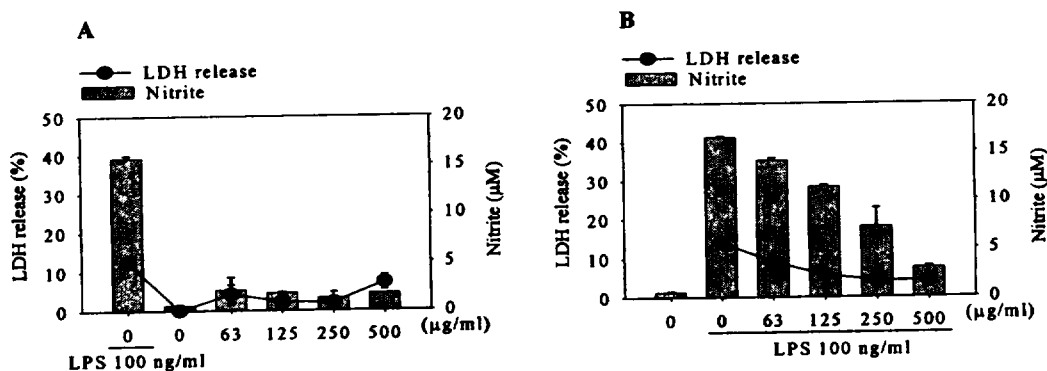 A
LDH release
Nitrite
50
40
30
20
10
0
LDH release (%)
20
15
10
5
0
Nitrite (µM)
0 0 63 125 250 500 (µg/ml)
LPS 100 ng/ml
B
LDH release
Nitrite
50
40
30
20
10
0
LDH release (%)
20
15
10
5
0
Nitrite (µM)
0 0 63 125 250 500 (µg/ml)
LPS 100 ng/ml